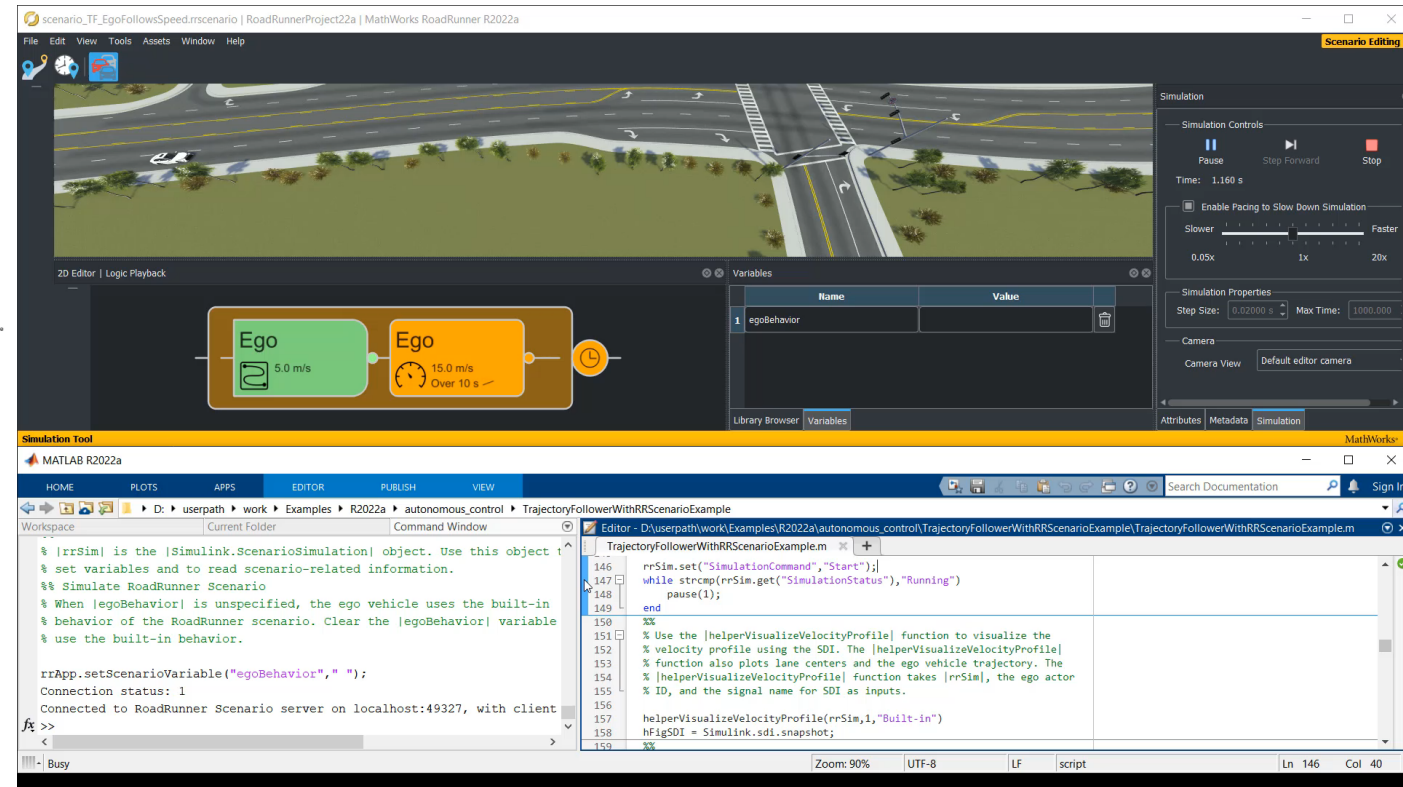 scenario_TF_EgoFollowsSpeed.rrscenario | RoadRunnerProject22a | MathWorks RoadRunner R2022a
File Edit View Tools Assets Window Help
Scenario Editing
Simulation
Simulation Controls
Pause Step Forward Stop
Time: 1.160 s
Enable Pacing to Slow Down Simulation
Slower Faster
0.05x 1x 20x
Simulation Properties
Step Size: 0.02000 s Max Time: 1000.000
Camera
Camera View Default editor camera
Attributes Metadata Simulation
2D Editor | Logic Playback
Ego
5.0 m/s
Ego
15.0 m/s
Over 10 s
Variables
Name Value
1 egoBehavior
Library Browser Variables
Simulation Tool
MathWorks
MATLAB R2022a
HOME PLOTS APPS EDITOR PUBLISH VIEW
Search Documentation
Sign In
D: userpath work Examples R2022a autonomous_control TrajectoryFollowerWithRRScenarioExample
Workspace Current Folder Command Window
% |rrSim| is the |Simulink.ScenarioSimulation| object. Use this object t
% set variables and to read scenario-related information.
%% Simulate RoadRunner Scenario
% When |egoBehavior| is unspecified, the ego vehicle uses the built-in
% behavior of the RoadRunner scenario. Clear the |egoBehavior| variable
% use the built-in behavior.
rrApp.setScenarioVariable("egoBehavior"," ");
Connection status: 1
Connected to RoadRunner Scenario server on localhost:49327, with client
fx >>
Editor - D:\userpath\work\Examples\R2022a\autonomous_control\TrajectoryFollowerWithRRScenarioExample\TrajectoryFollowerWithRRScenarioExample.m
TrajectoryFollowerWithRRScenarioExample.m
146 rrSim.set("SimulationCommand","Start");
147 while strcmp(rrSim.get("SimulationStatus"),"Running")
148 pause(1);
149 end
150 %%
151 % Use the |helperVisualizeVelocityProfile| function to visualize the
152 % velocity profile using the SDI. The |helperVisualizeVelocityProfile|
153 % function also plots lane centers and the ego vehicle trajectory. The
154 % |helperVisualizeVelocityProfile| function takes |rrSim|, the ego actor
155 % ID, and the signal name for SDI as inputs.
156
157 helperVisualizeVelocityProfile(rrSim,1,"Built-in")
158 hFigSDI = Simulink.sdi.snapshot;
159 %%
Busy
Zoom: 90% UTF-8 LF script Ln 146 Col 40